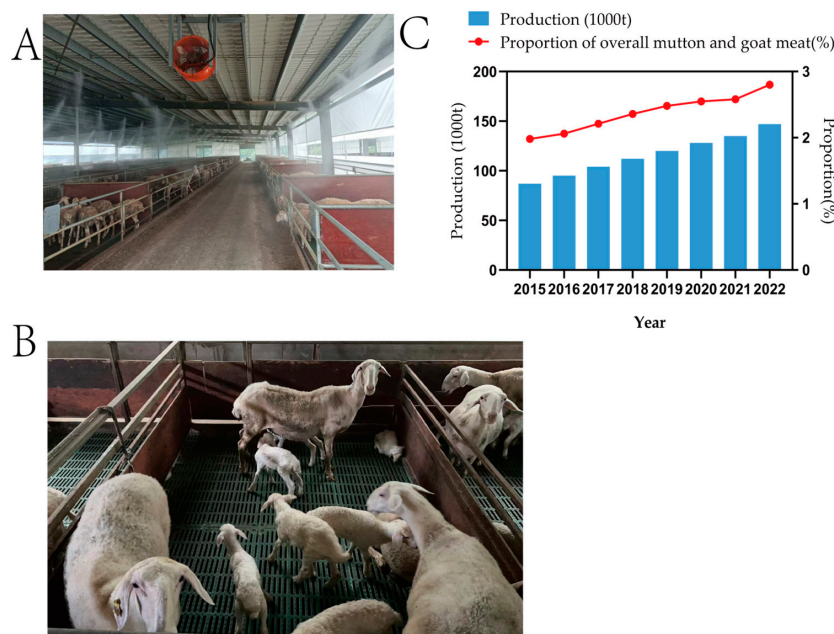 A
B
C
Production (1000t)
Proportion of overall mutton and goat meat(%)
200
150
100
50
0
Production (1000t)
3
2
1
0
Proportion(%)
2015 2016 2017 2018 2019 2020 2021 2022
Year